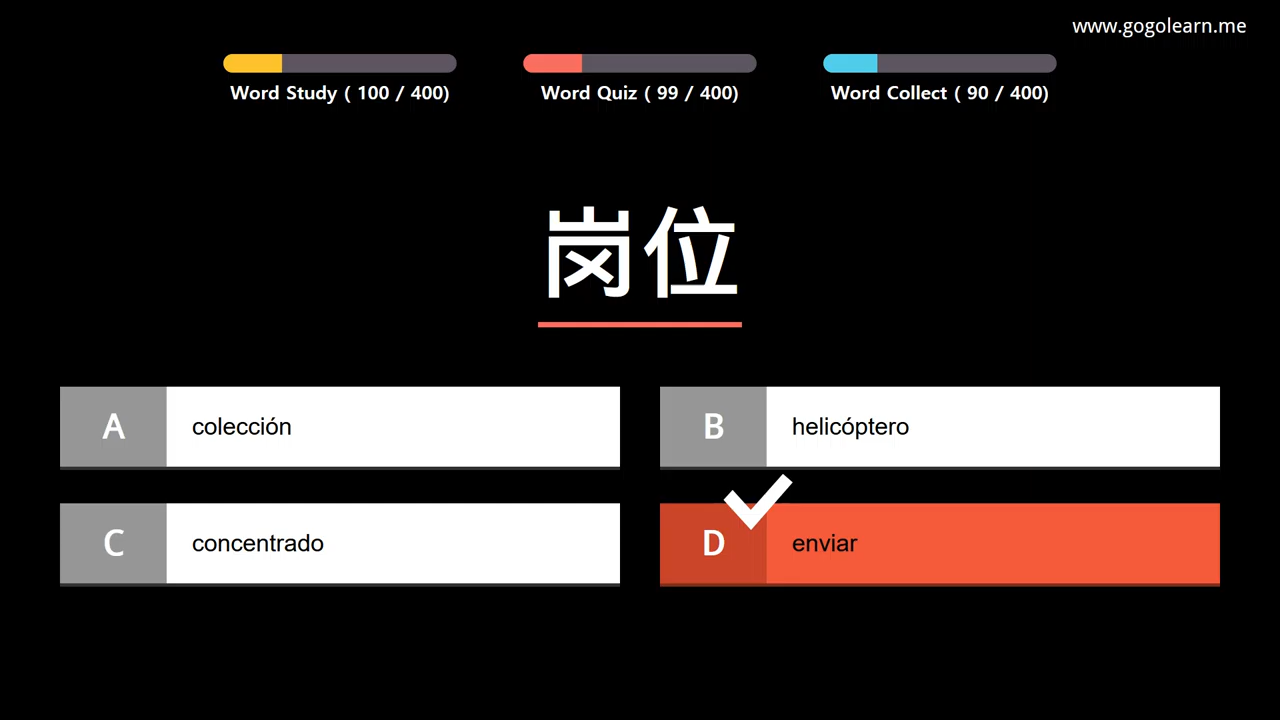 www.gogolearn.me
Word Study ( 100 / 400)
Word Quiz ( 99 / 400)
Word Collect ( 90 / 400)
岗位
A colección
B helicóptero
C concentrado
D enviar